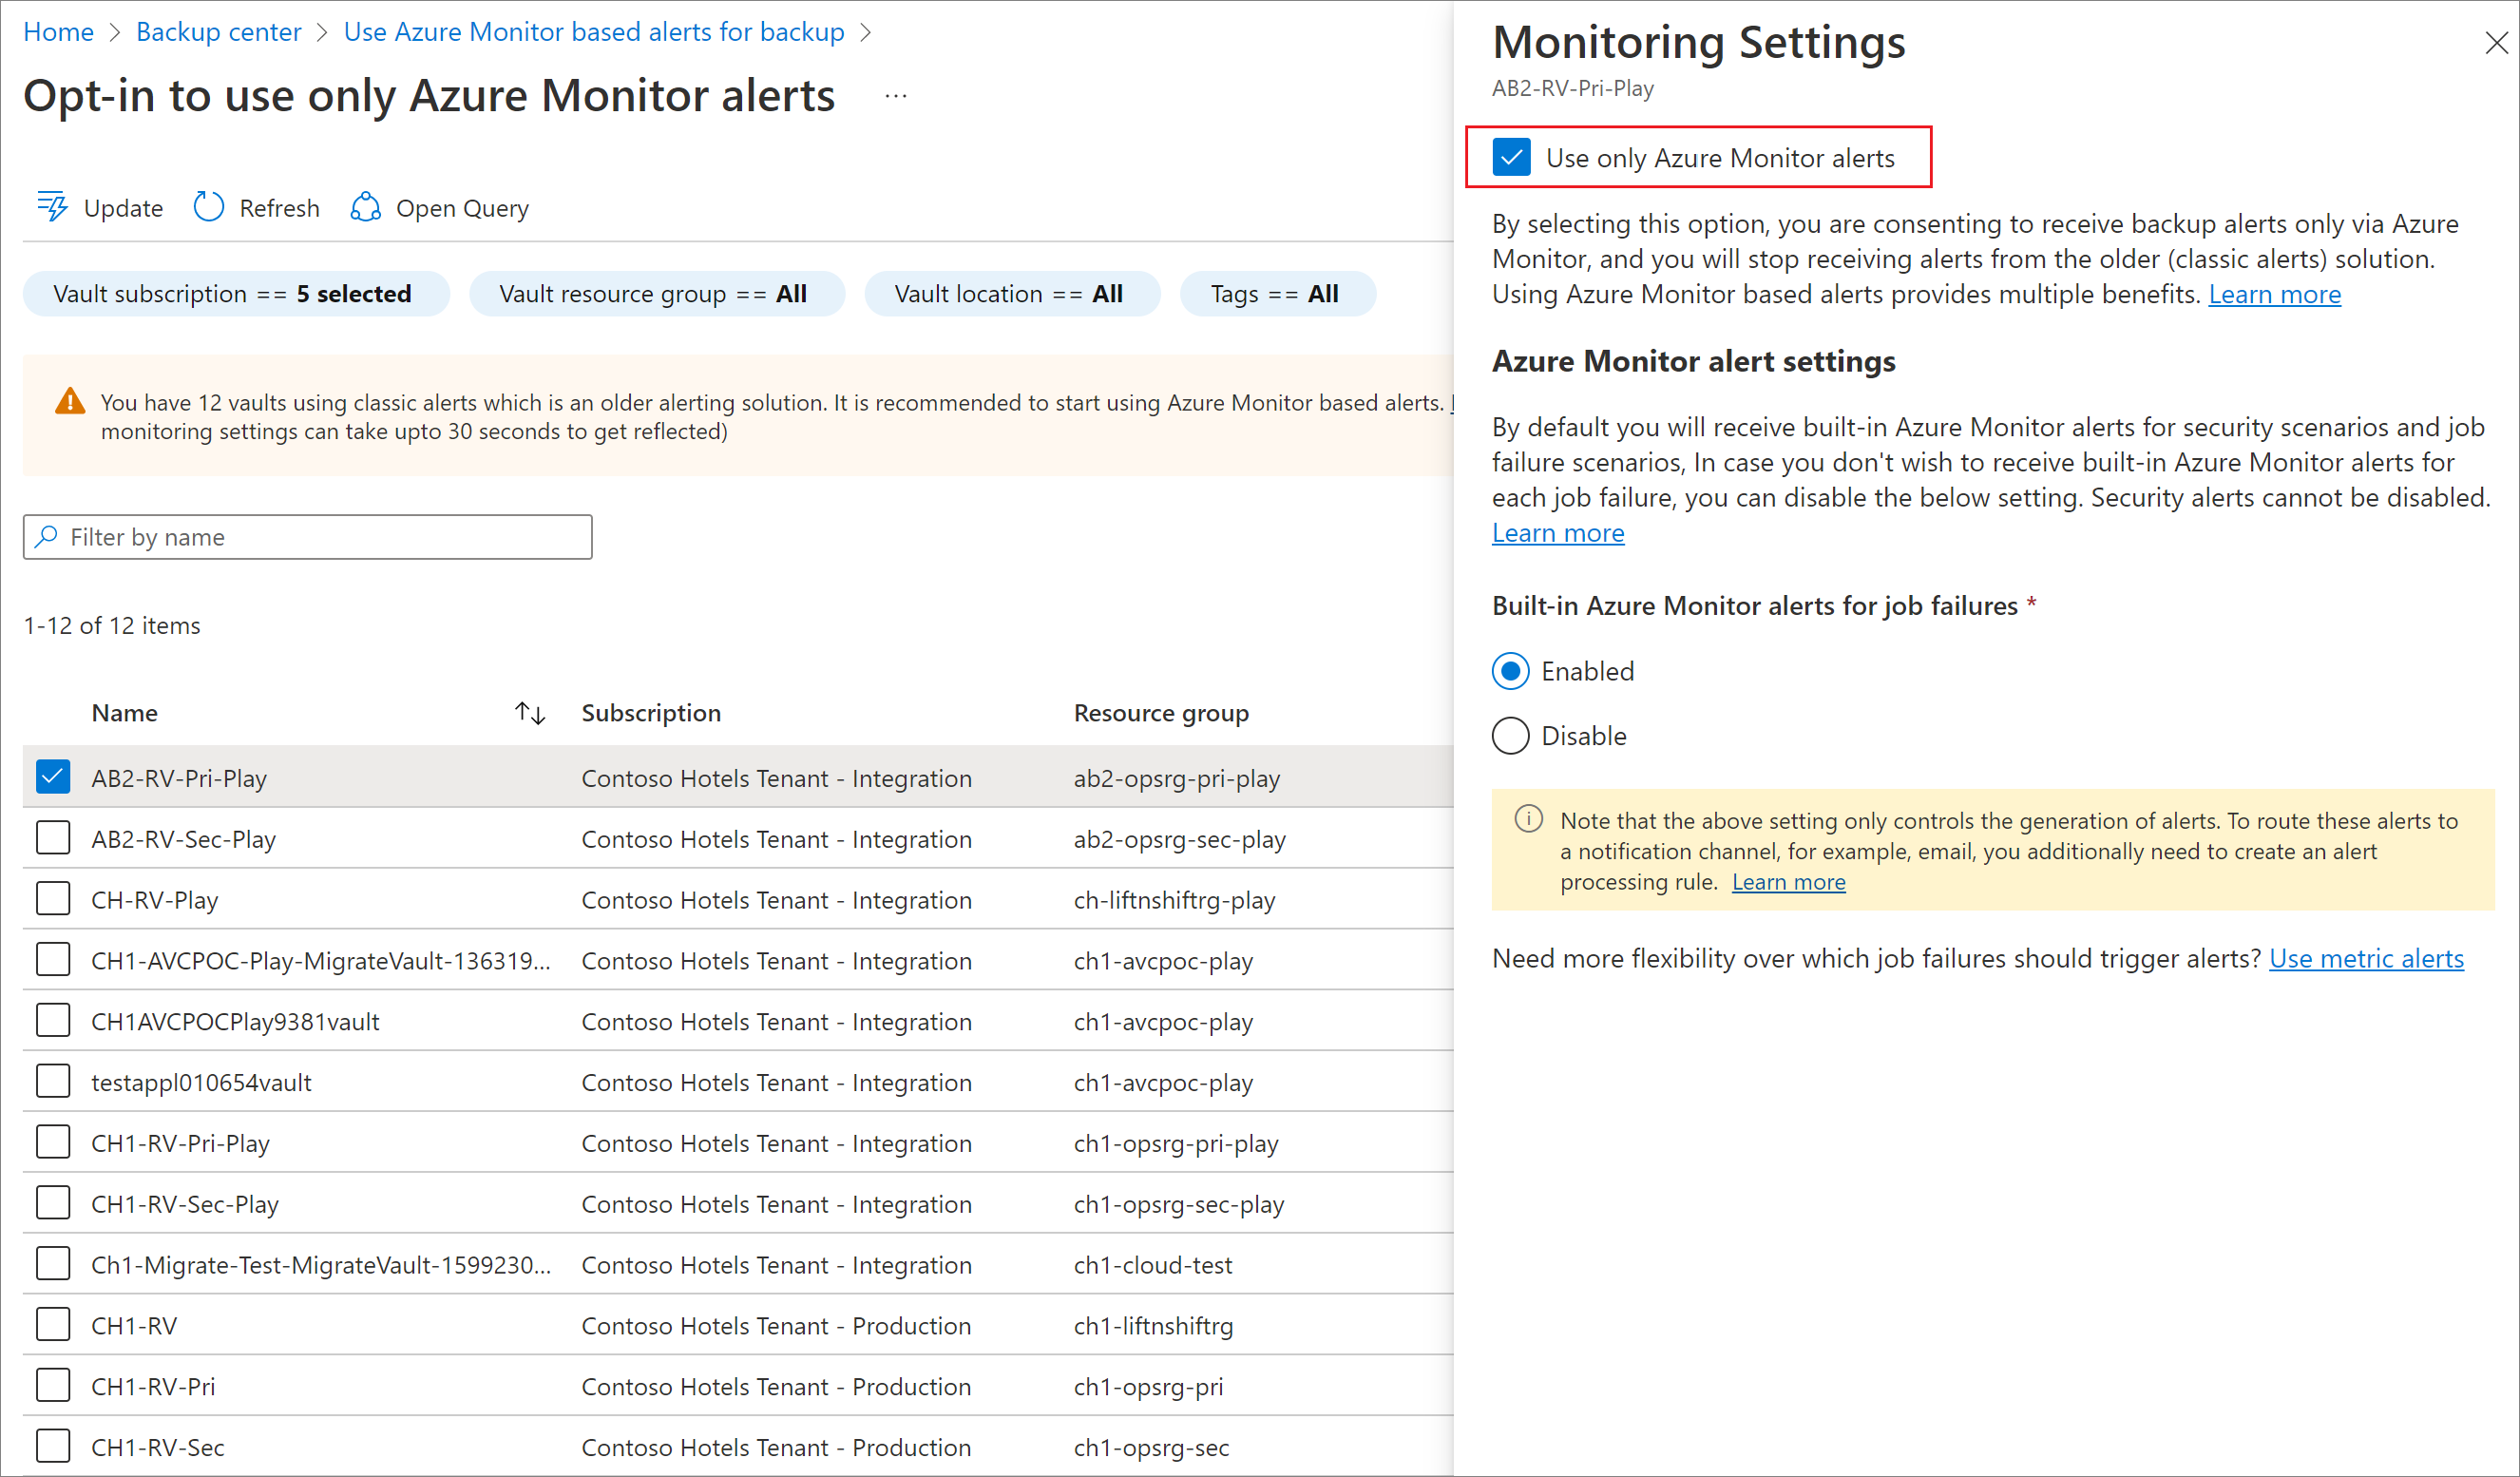 Home > Backup center > Use Azure Monitor based alerts for backup >
Opt-in to use only Azure Monitor alerts ...
Update Refresh Open Query
Vault subscription == 5 selected Vault resource group == All Vault location == All Tags == All
You have 12 vaults using classic alerts which is an older alerting solution. It is recommended to start using Azure Monitor based alerts.
monitoring settings can take upto 30 seconds to get reflected)
Filter by name
1-12 of 12 items
Name Subscription Resource group
AB2-RV-Pri-Play Contoso Hotels Tenant - Integration ab2-opsrg-pri-play
AB2-RV-Sec-Play Contoso Hotels Tenant - Integration ab2-opsrg-sec-play
CH-RV-Play Contoso Hotels Tenant - Integration ch-liftnshiftrg-play
CH1-AVCPOC-Play-MigrateVault-136319... Contoso Hotels Tenant - Integration ch1-avcpoc-play
CH1AVCPOCPlay9381vault Contoso Hotels Tenant - Integration ch1-avcpoc-play
testappl010654vault Contoso Hotels Tenant - Integration ch1-avcpoc-play
CH1-RV-Pri-Play Contoso Hotels Tenant - Integration ch1-opsrg-pri-play
CH1-RV-Sec-Play Contoso Hotels Tenant - Integration ch1-opsrg-sec-play
Ch1-Migrate-Test-MigrateVault-1599230... Contoso Hotels Tenant - Integration ch1-cloud-test
CH1-RV Contoso Hotels Tenant - Production ch1-liftnshiftrg
CH1-RV-Pri Contoso Hotels Tenant - Production ch1-opsrg-pri
CH1-RV-Sec Contoso Hotels Tenant - Production ch1-opsrg-sec
Monitoring Settings
AB2-RV-Pri-Play
Use only Azure Monitor alerts
By selecting this option, you are consenting to receive backup alerts only via Azure
Monitor, and you will stop receiving alerts from the older (classic alerts) solution.
Using Azure Monitor based alerts provides multiple benefits. Learn more
Azure Monitor alert settings
By default you will receive built-in Azure Monitor alerts for security scenarios and job
failure scenarios, In case you don't wish to receive built-in Azure Monitor alerts for
each job failure, you can disable the below setting. Security alerts cannot be disabled.
Learn more
Built-in Azure Monitor alerts for job failures *
Enabled
Disable
Note that the above setting only controls the generation of alerts. To route these alerts to
a notification channel, for example, email, you additionally need to create an alert
processing rule. Learn more
Need more flexibility over which job failures should trigger alerts? Use metric alerts